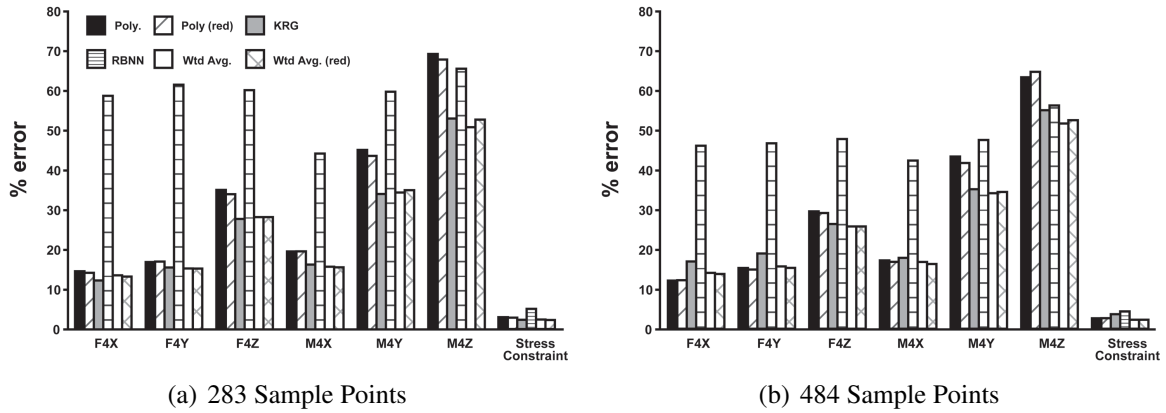 80
70
60
50
40
30
20
10
0
% error
Poly.
Poly (red)
KRG
RBNN
Wtd Avg.
Wtd Avg. (red)
F4X
F4Y
F4Z
M4X
M4Y
M4Z
Stress
Constraint
(a) 283 Sample Points
80
70
60
50
40
30
20
10
0
% error
F4X
F4Y
F4Z
M4X
M4Y
M4Z
Stress
Constraint
(b) 484 Sample Points